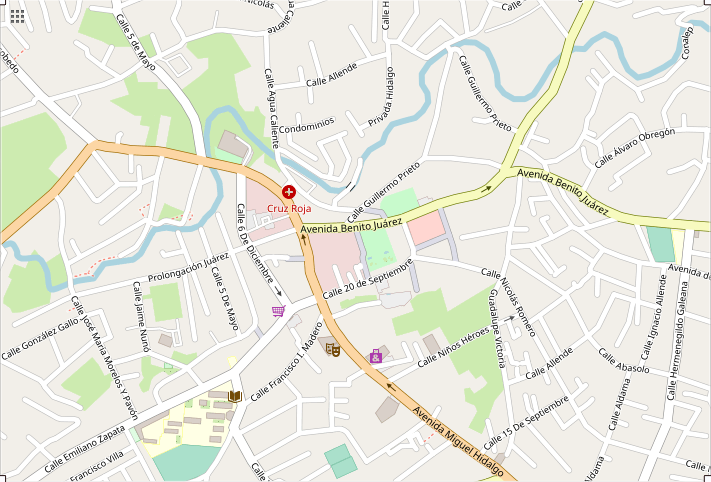 Nicolás
Calle 5 de Mayo
Calle Allende
Calle Agua Caliente
Privada Hidalgo
Condominios
Calle Guillermo Prieto
Calle Álvaro Obregón
Conalep
Calle Guillermo Prieto
Avenida Benito Juárez
Cruz Roja
Avenida Benito Juárez
Calle 6 De Diciembre
Prolongación Juárez
Calle 20 de Septiembre
Calle 5 De Mayo
Calle Jaime Nunó
Calle José María Morelos Y Pavón
Calle González Gallo
Calle Nicolás Romero
Guadalupe Victoria
Calle Ignacio Allende
Calle Hermenegildo Galeana
Calle Francisco I. Madero
Calle Niños Héroes
Calle Allende
Calle Abasolo
Calle Aldama
Avenida Miguel Hidalgo
Calle 15 De Septiembre
Calle Emiliano Zapata
Francisco Villa
Aldama